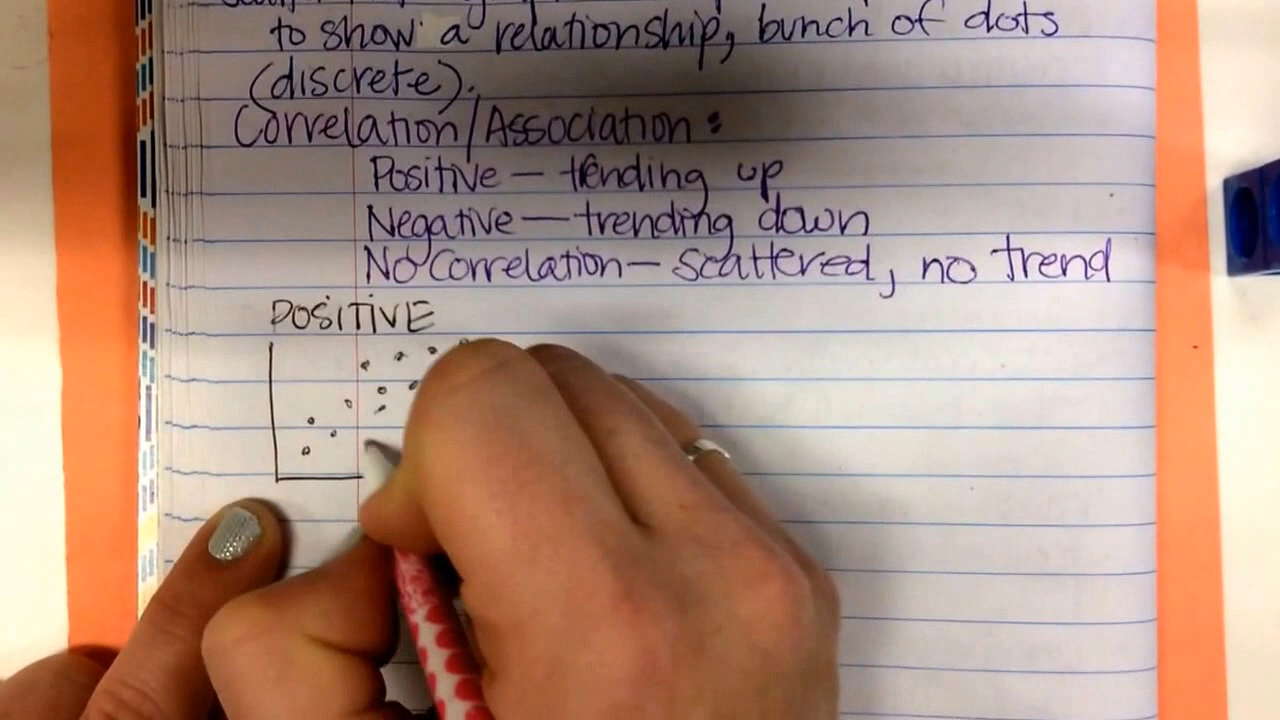 to show a relationship, bunch of dots
(discrete).
Correlation/Association:
Positive — trending up
Negative — trending down
No Correlation — scattered, no trend
POSITIVE